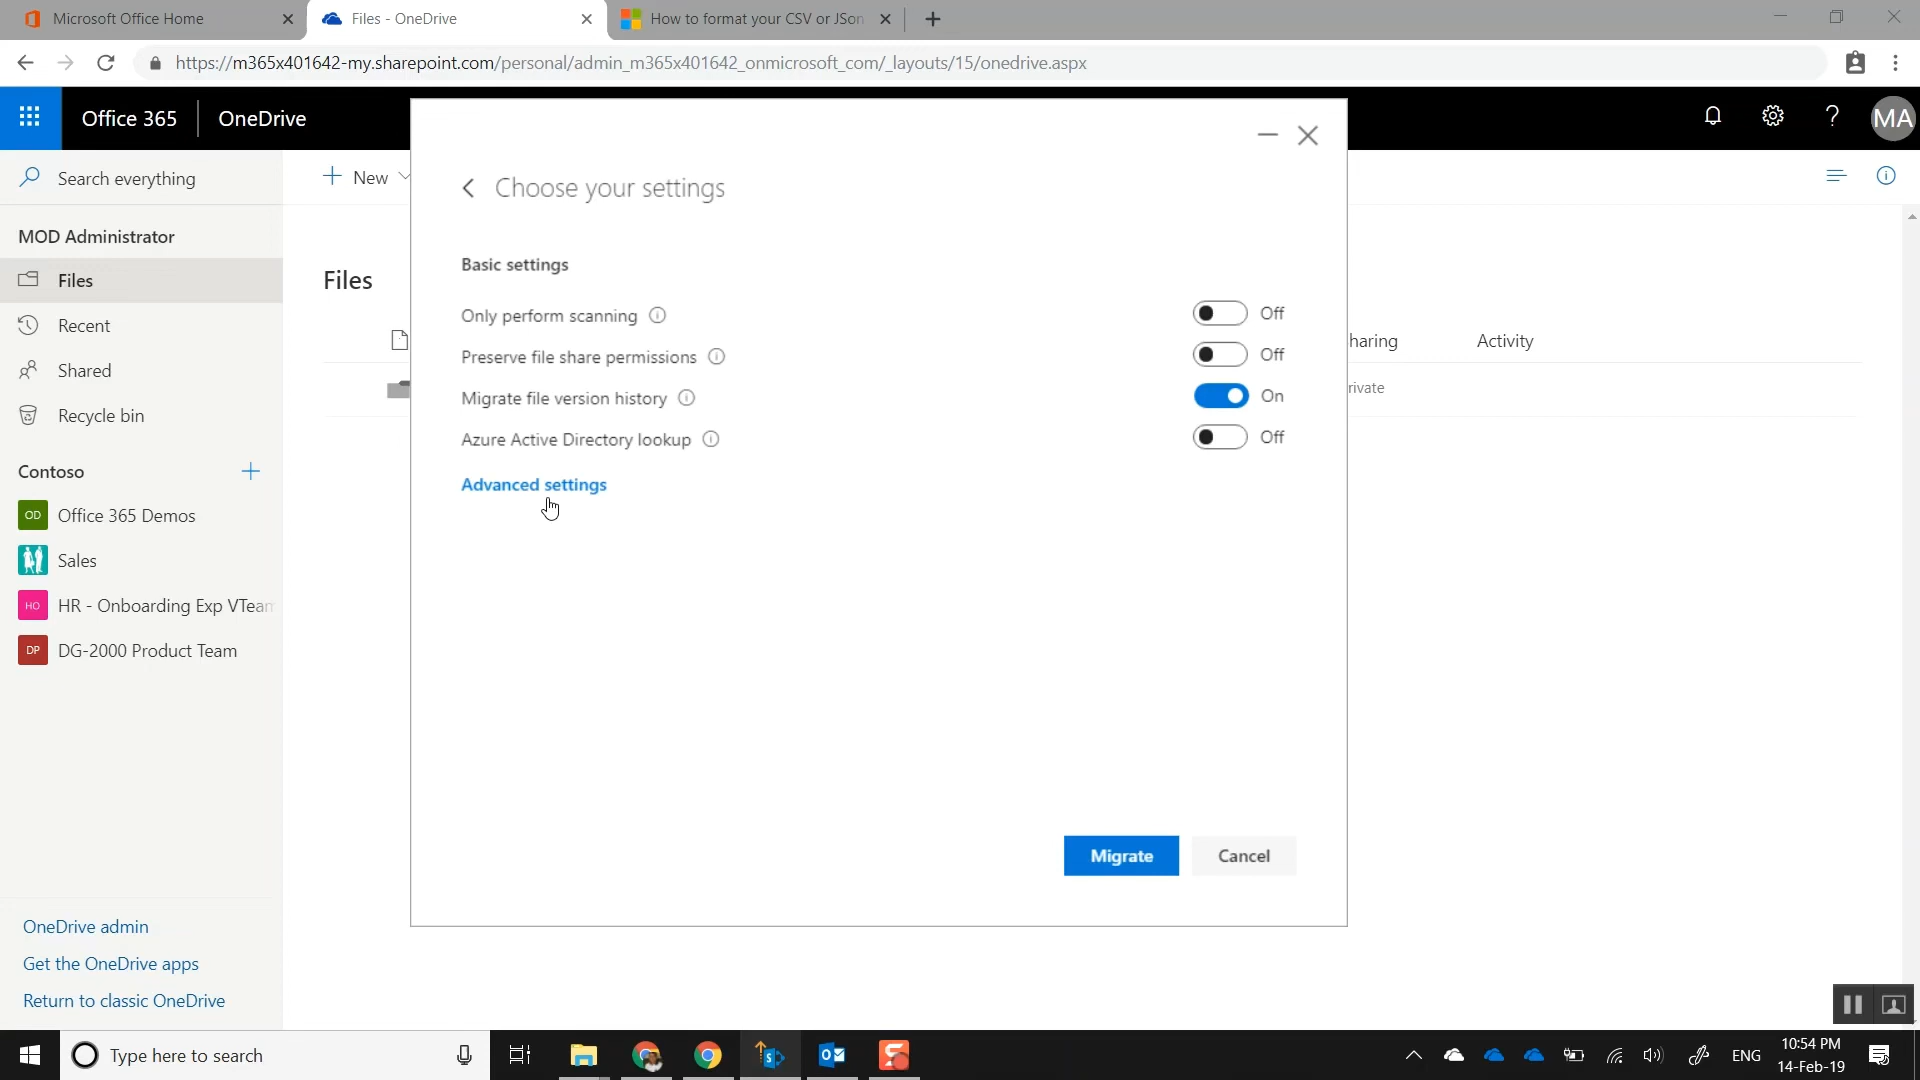 Microsoft Office Home
Files - OneDrive
How to format your CSV or JSon
https://m365x401642-my.sharepoint.com/personal/admin_m365x401642_onmicrosoft_com/_layouts/15/onedrive.aspx
Office 365
OneDrive
MA
Search everything
New
MOD Administrator
Files
Recent
Shared
Recycle bin
Contoso
OD Office 365 Demos
Sales
HO HR - Onboarding Exp VTeam
DP DG-2000 Product Team
OneDrive admin
Get the OneDrive apps
Return to classic OneDrive
Files
haring
Activity
rivate
Choose your settings
Basic settings
Only perform scanning
Off
Preserve file share permissions
Off
Migrate file version history
On
Azure Active Directory lookup
Off
Advanced settings
Migrate
Cancel
Type here to search
ENG
10:54 PM
14-Feb-19